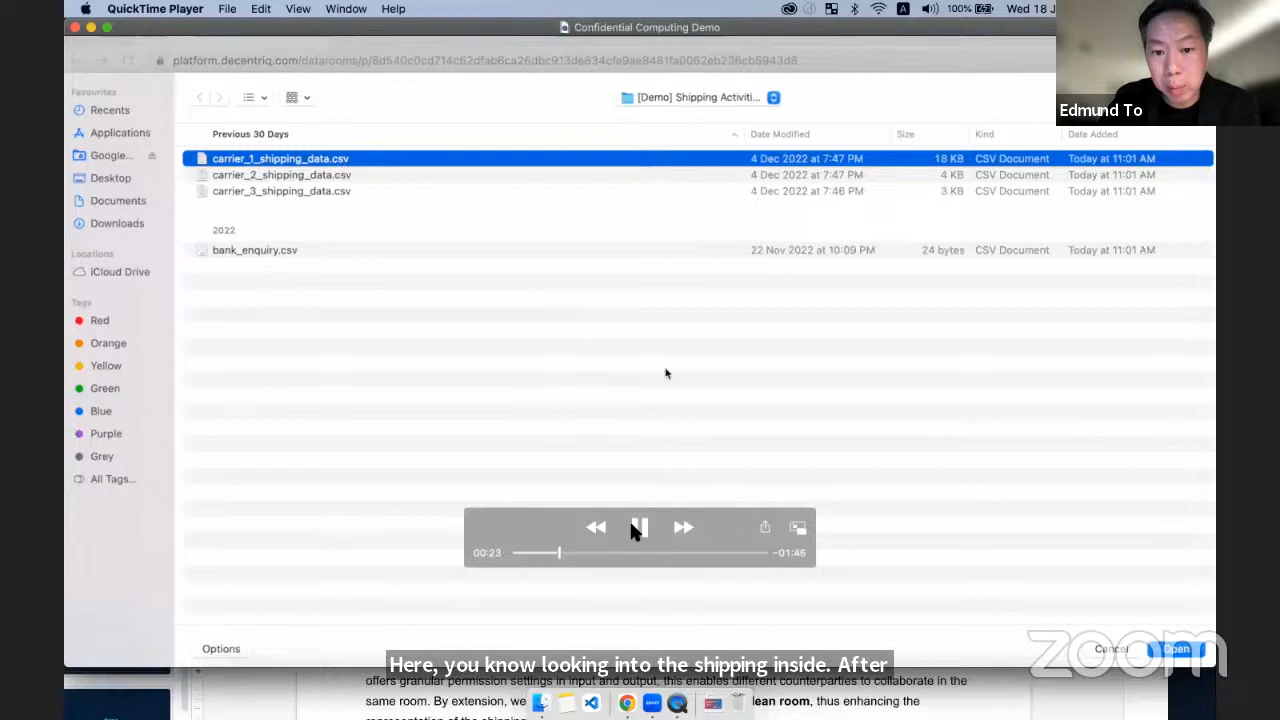 QuickTime Player File Edit View Window Help
100%
Wed 18 J
Confidential Computing Demo
platform.decentriq.com/datarooms/p/8d540c0cd714c62dfab6ca26dbc913de834cfe9ae8481fa0062eb236cb5943d8
Edmund To
Favourites
Recents
Applications
Google...
Desktop
Documents
Downloads
Locations
iCloud Drive
Tags
Red
Orange
Yellow
Green
Blue
Purple
Grey
All Tags...
[Demo] Shipping Activiti...
Previous 30 Days Date Modified Size Kind Date Added
carrier_1_shipping_data.csv 4 Dec 2022 at 7:47 PM 18 KB CSV Document Today at 11:01 AM
carrier_2_shipping_data.csv 4 Dec 2022 at 7:47 PM 4 KB CSV Document Today at 11:01 AM
carrier_3_shipping_data.csv 4 Dec 2022 at 7:46 PM 3 KB CSV Document Today at 11:01 AM
2022
bank_enquiry.csv 22 Nov 2022 at 10:09 PM 24 bytes CSV Document Today at 11:01 AM
00:23 -01:46
Options
Cancel Open
zoom
Here, you know looking into the shipping inside. After
offers granular permission settings in input and output, this enables different counterparties to collaborate in the
same room. By extension, we
lean room, thus enhancing the